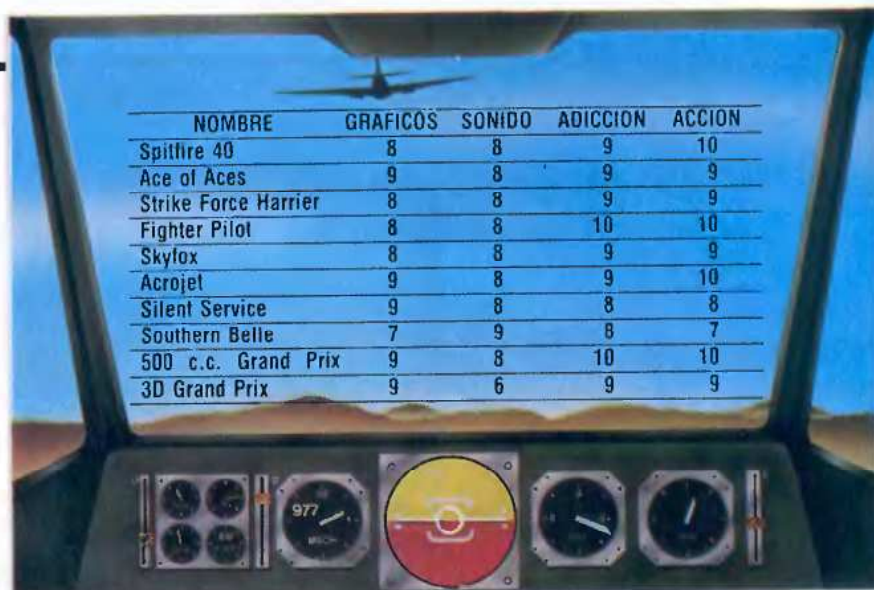 NOMBRE GRAFICOS SONIDO ADICCION ACCION
Spitfire 40 8 8 9 10
Ace of Aces 9 8 9 9
Strike Force Harrier 8 8 9 9
Fighter Pilot 8 8 10 10
Skyfox 8 8 9 9
Acrojet 9 8 9 10
Silent Service 9 8 8 8
Southern Belle 7 9 8 7
500 c.c. Grand Prix 9 8 10 10
3D Grand Prix 9 6 9 9
977